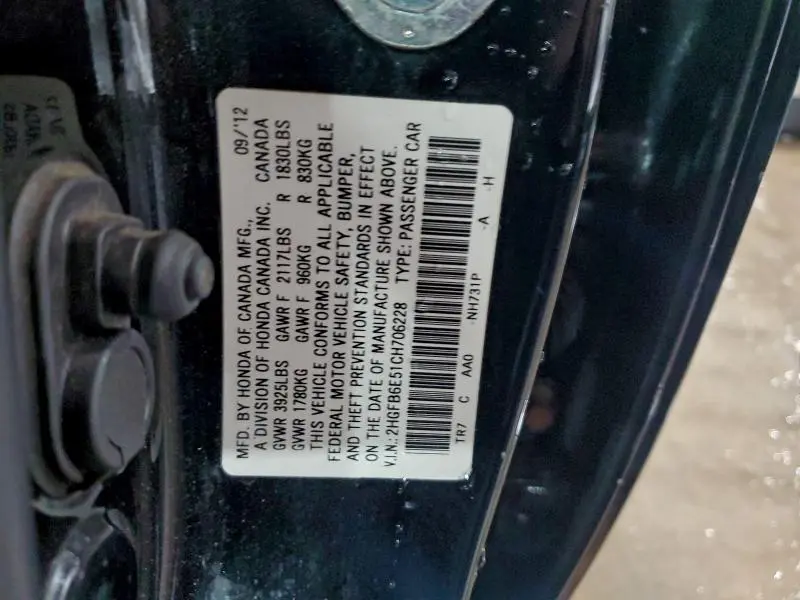 MFD. BY HONDA OF CANADA MFG., 09/'12
A DIVISION OF HONDA CANADA INC. CANADA
GVWR 3925LBS GAWR F 2117LBS R 1830LBS
GVWR 1780KG GAWR F 960KG R 830KG
THIS VEHICLE CONFORMS TO ALL APPLICABLE
FEDERAL MOTOR VEHICLE SAFETY, BUMPER,
AND THEFT PREVENTION STANDARDS IN EFFECT
ON THE DATE OF MANUFACTURE SHOWN ABOVE.
V.I.N.: 2HGFB6E51CH706228 TYPE: PASSENGER CAR
TR7 C AA0 -NH731P -A -H